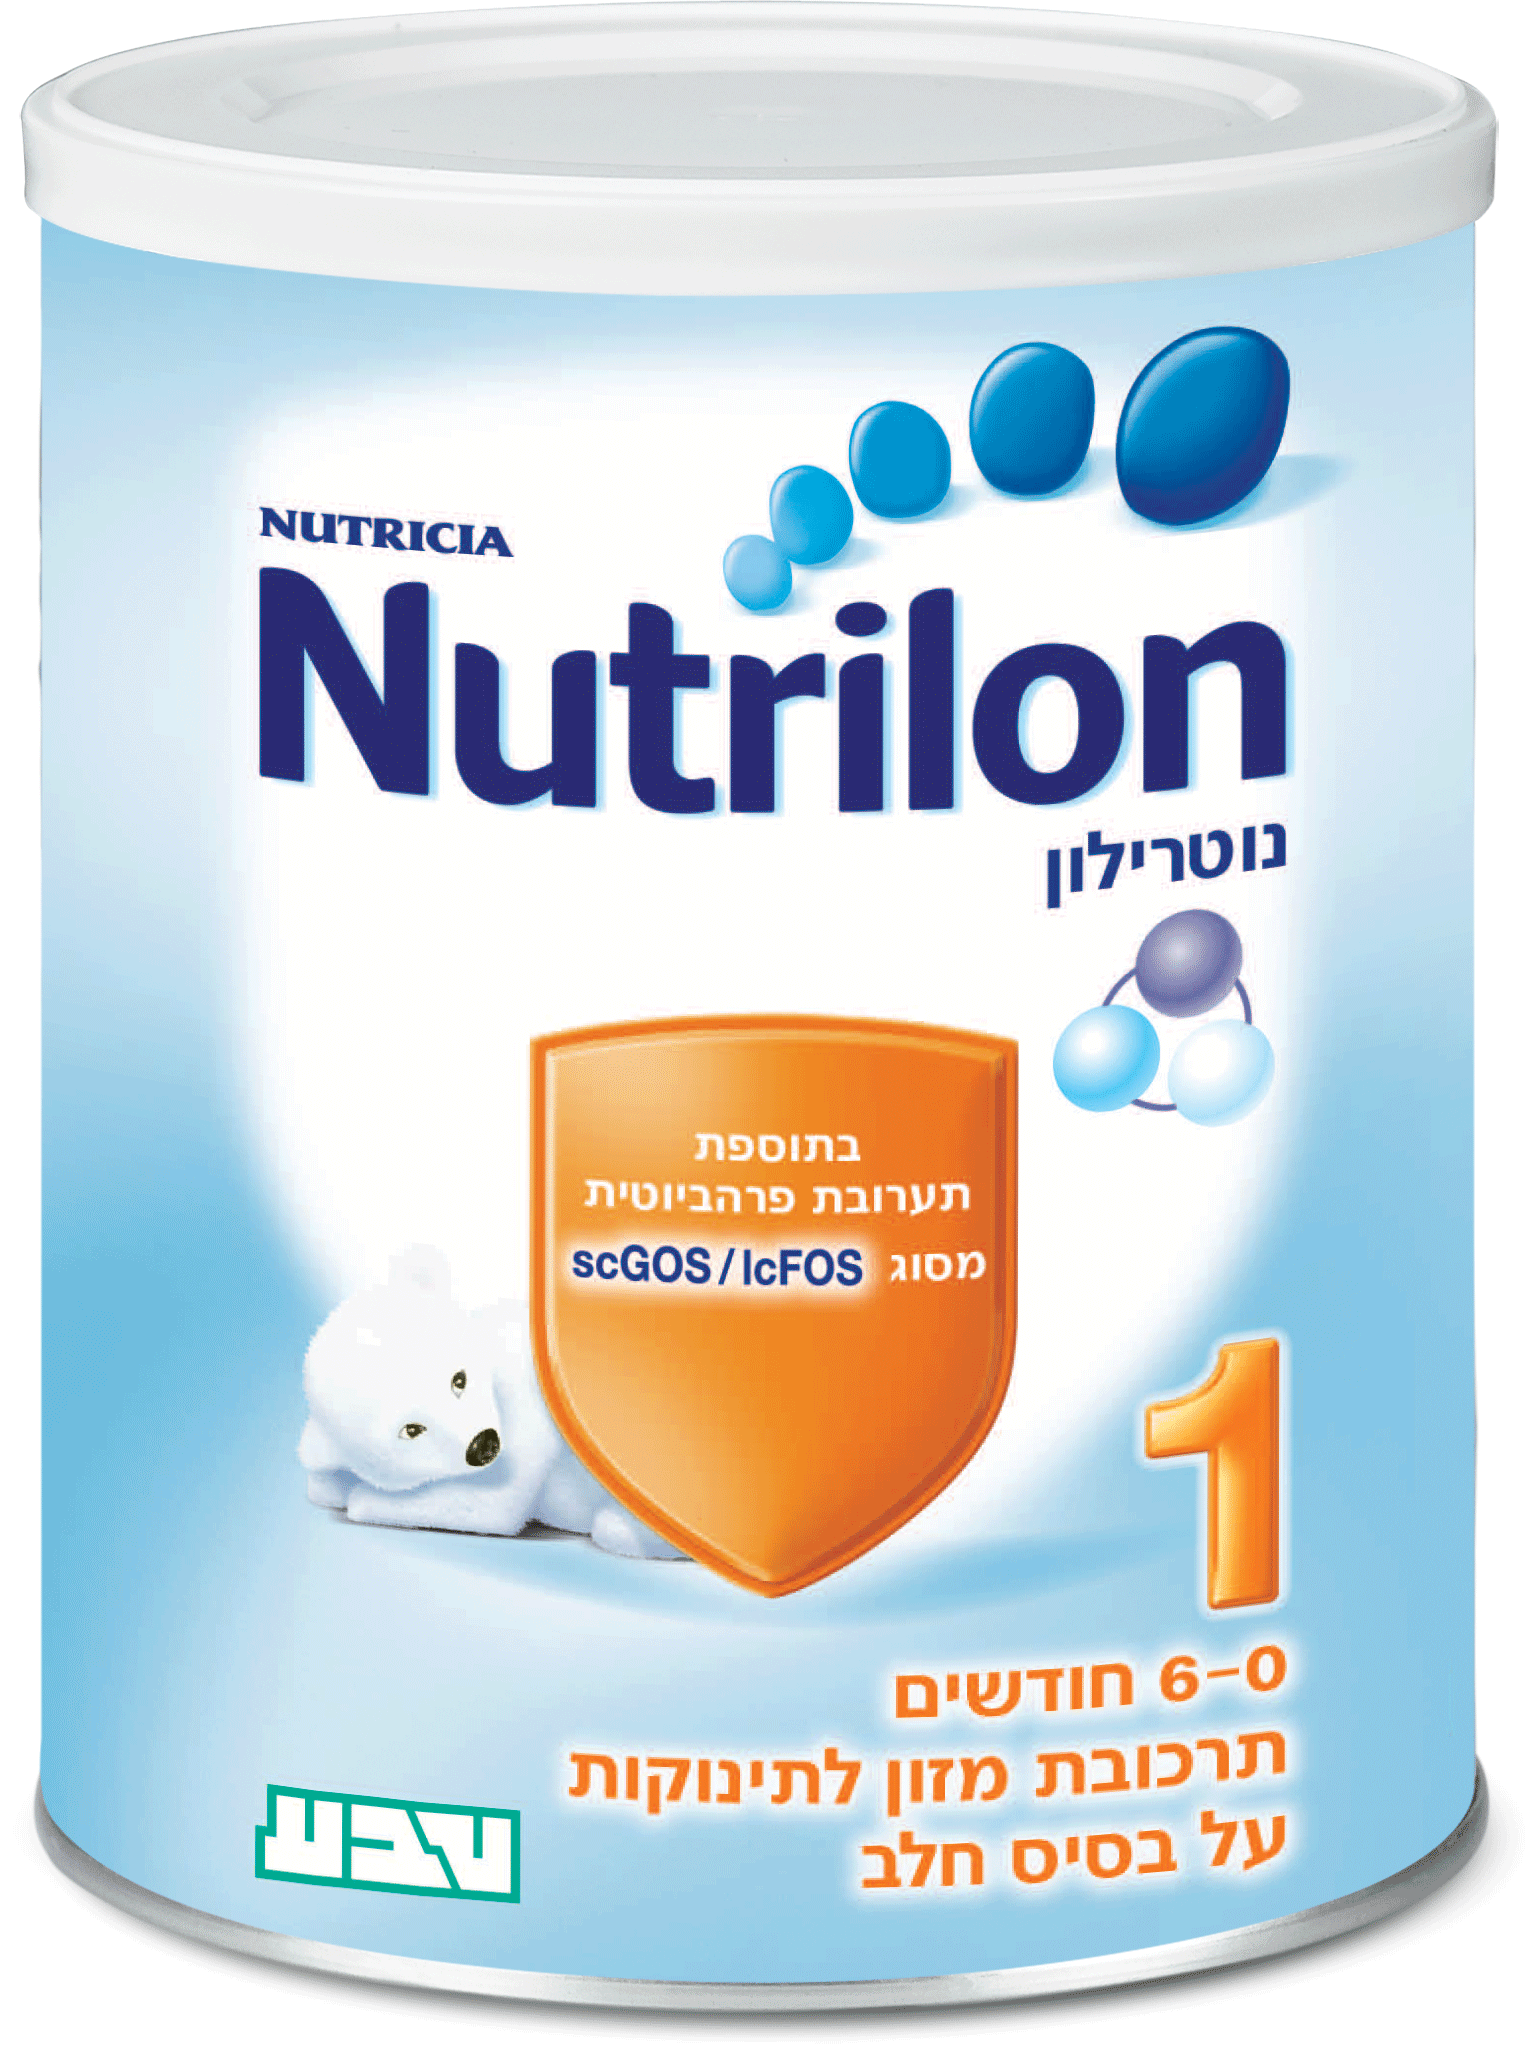 NUTRICIA
Nutrilon
נוטרילון
בתוספת
תערובת פרהביוטית
מסוג scGOS/lcFOS
1
0-6 חודשים
תרכובת מזון לתינוקות
על בסיס חלב
טבע